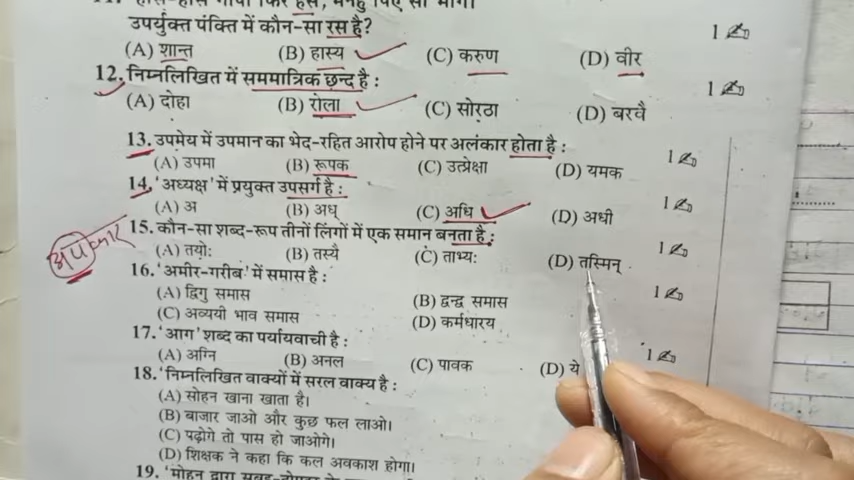 उपर्युक्त पंक्ति में कौन-सा रस है? 1
(A) शान्त (B) हास्य (C) करुण (D) वीर
12. निम्नलिखित में सममात्रिक छन्द है : 1
(A) दोहा (B) रोला (C) सोरठा (D) बरवै
13. उपमेय में उपमान का भेद-रहित आरोप होने पर अलंकार होता है : 1
(A) उपमा (B) रूपक (C) उत्प्रेक्षा (D) यमक
14. 'अध्यक्ष' में प्रयुक्त उपसर्ग है : 1
(A) अ (B) अध् (C) अधि (D) अधी
15. कौन-सा शब्द-रूप तीनों लिंगों में एक समान बनता है : 1
(A) तयोः (B) तस्यै (C) ताभ्यः (D) तस्मिन्
16. 'अमीर-गरीब' में समास है : 1
(A) द्विगु समास (B) द्वन्द्व समास
(C) अव्ययी भाव समास (D) कर्मधारय
17. 'आग' शब्द का पर्यायवाची है : 1
(A) अग्नि (B) अनल (C) पावक (D) ये
18. 'निम्नलिखित वाक्यों में सरल वाक्य है :
(A) सोहन खाना खाता है।
(B) बाजार जाओ और कुछ फल लाओ।
(C) पढ़ोगे तो पास हो जाओगे।
(D) शिक्षक ने कहा कि कल अवकाश होगा।
19. 'मोहन द्वारा